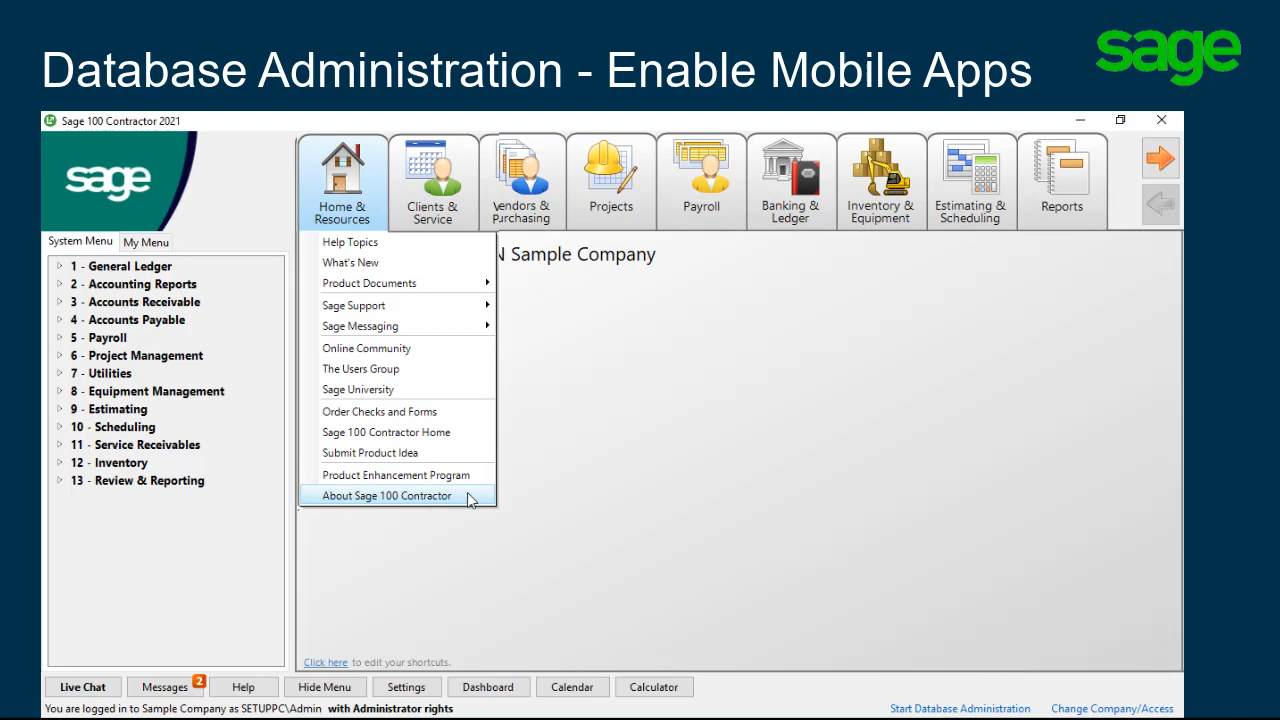 Database Administration - Enable Mobile Apps
sage
Sage 100 Contractor 2021
sage
Home &
Resources
Clients &
Service
Vendors &
Purchasing
Projects
Payroll
Banking &
Ledger
Inventory &
Equipment
Estimating &
Scheduling
Reports
System Menu
My Menu
1 - General Ledger
2 - Accounting Reports
3 - Accounts Receivable
4 - Accounts Payable
5 - Payroll
6 - Project Management
7 - Utilities
8 - Equipment Management
9 - Estimating
10 - Scheduling
11 - Service Receivables
12 - Inventory
13 - Review & Reporting
Help Topics
What's New
Product Documents
Sage Support
Sage Messaging
Online Community
The Users Group
Sage University
Order Checks and Forms
Sage 100 Contractor Home
Submit Product Idea
Product Enhancement Program
About Sage 100 Contractor
N Sample Company
Click here to edit your shortcuts.
Live Chat
Messages
2
Help
Hide Menu
Settings
Dashboard
Calendar
Calculator
You are logged in to Sample Company as SETUPPC\Admin with Administrator rights
Start Database Administration
Change Company/Access